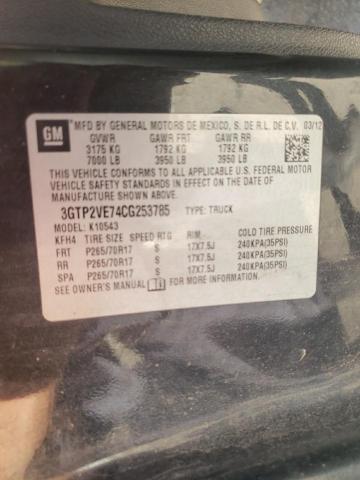 GM MFD BY GENERAL MOTORS DE MEXICO, S. DE R.L. DE C.V. 03/12
GVWR GAWR FRT GAWR RR
3175 KG 1792 KG 1792 KG
7000 LB 3950 LB 3950 LB
THIS VEHICLE CONFORMS TO ALL APPLICABLE U.S. FEDERAL MOTOR
VEHICLE SAFETY STANDARDS IN EFFECT ON THE DATE OF
MANUFACTURE SHOWN ABOVE.
3GTP2VE74CG253785 TYPE: TRUCK
MODEL: K10543
KFH4 TIRE SIZE SPEED RTG RIM COLD TIRE PRESSURE
FRT P265/70R17 S 17X7.5J 240KPA(35PSI)
RR P265/70R17 S 17X7.5J 240KPA(35PSI)
SPA P265/70R17 S 17X7.5J 240KPA(35PSI)
SEE OWNER'S MANUAL FOR MORE INFORMATION.